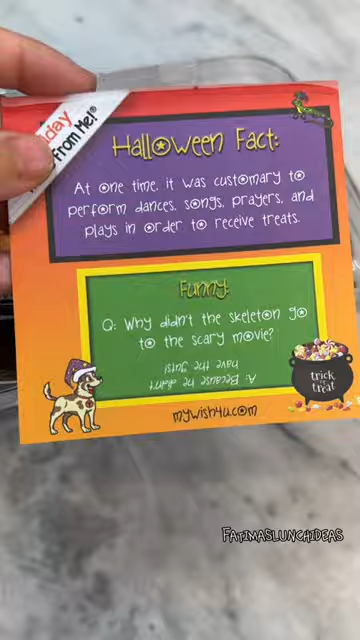 day
From Me!®
Halloween Fact:
At one time, it was customary to
perform dances, songs, prayers, and
plays in order to receive treats.
Funny:
Q: Why didn't the skeleton go
to the scary movie?
A: Because he didn't
have the guts!
trick
or
treat
mywish4u.com
FATIMASLUNCHIDEAS